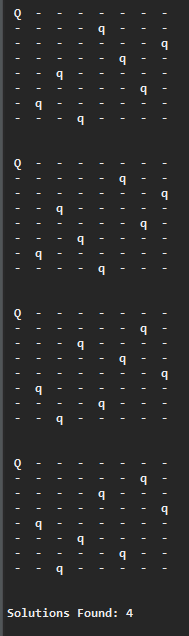 Q - - - - - - -
- - - - q - - -
- - - - - - - q
- - - - - q - -
- - q - - - - -
- - - - - - q -
- q - - - - - -
- - - q - - - -
Q - - - - - - -
- - - - - q - -
- - - - - - - q
- - q - - - - -
- - - - - - q -
- - - q - - - -
- q - - - - - -
- - - - q - - -
Q - - - - - - -
- - - - - - q -
- - - q - - - -
- - - - - q - -
- - - - - - - q
- q - - - - - -
- - - - q - - -
- - q - - - - -
Q - - - - - - -
- - - - - - q -
- - - - q - - -
- - - - - - - q
- q - - - - - -
- - - q - - - -
- - - - - q - -
- - q - - - - -
Solutions Found: 4